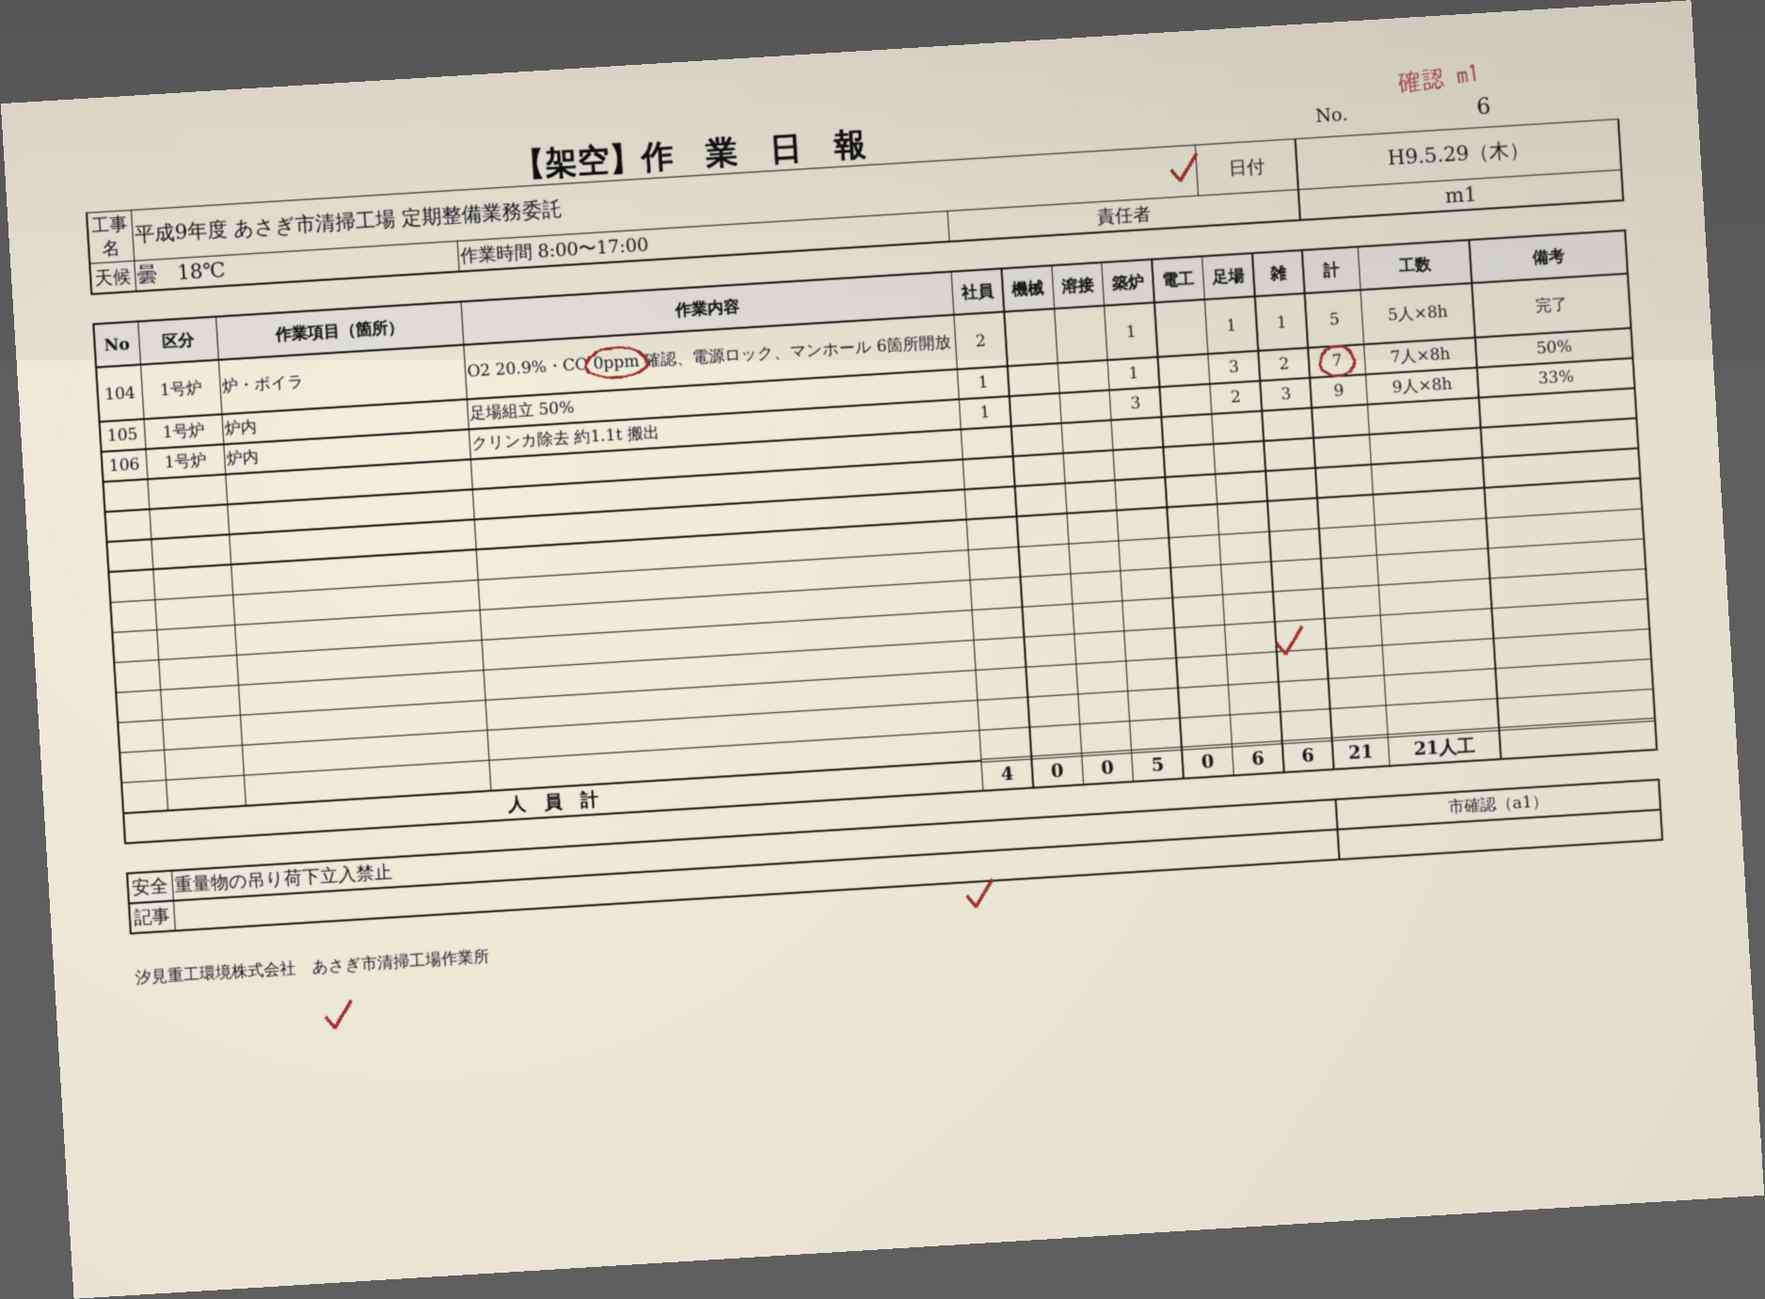 確認 m1
No. 6
【架空】作 業 日 報
工事名 平成9年度 あさぎ市清掃工場 定期整備業務委託 日付 H9.5.29（木）
天候 曇 18℃ 作業時間 8:00〜17:00 責任者 m1
No 区分 作業項目（箇所） 作業内容 社員 機械 溶接 築炉 電工 足場 雑 計 工数 備考
104 1号炉 炉・ボイラ O2 20.9%・CO 0ppm 確認、電源ロック、マンホール 6箇所開放 2 1 1 1 5 5人×8h 完了
105 1号炉 炉内 足場組立 50% 1 1 3 2 7 7人×8h 50%
106 1号炉 炉内 クリンカ除去 約1.1t 搬出 1 3 2 3 9 9人×8h 33%
人 員 計 4 0 0 5 0 6 6 21 21人工
市確認（a1）
安全 重量物の吊り荷下立入禁止
記事
汐見重工環境株式会社 あさぎ市清掃工場作業所